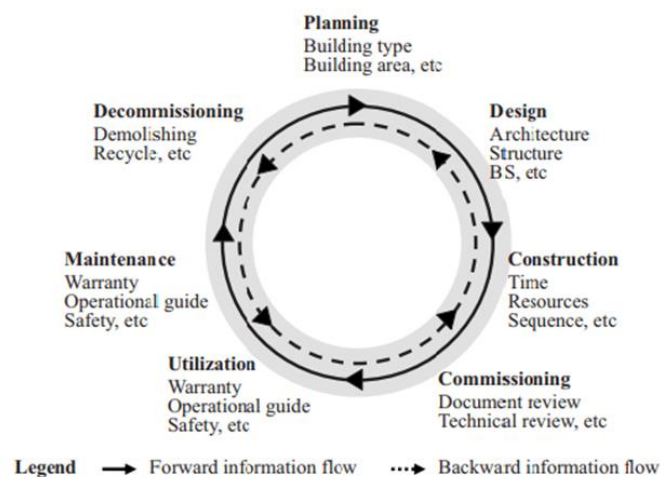 Planning
Building type
Building area, etc
Decommissioning
Demolishing
Recycle, etc
Design
Architecture
Structure
BS, etc
Maintenance
Warranty
Operational guide
Safety, etc
Construction
Time
Resources
Sequence, etc
Utilization
Warranty
Operational guide
Safety, etc
Commissioning
Document review
Technical review, etc
Legend Forward information flow Backward information flow